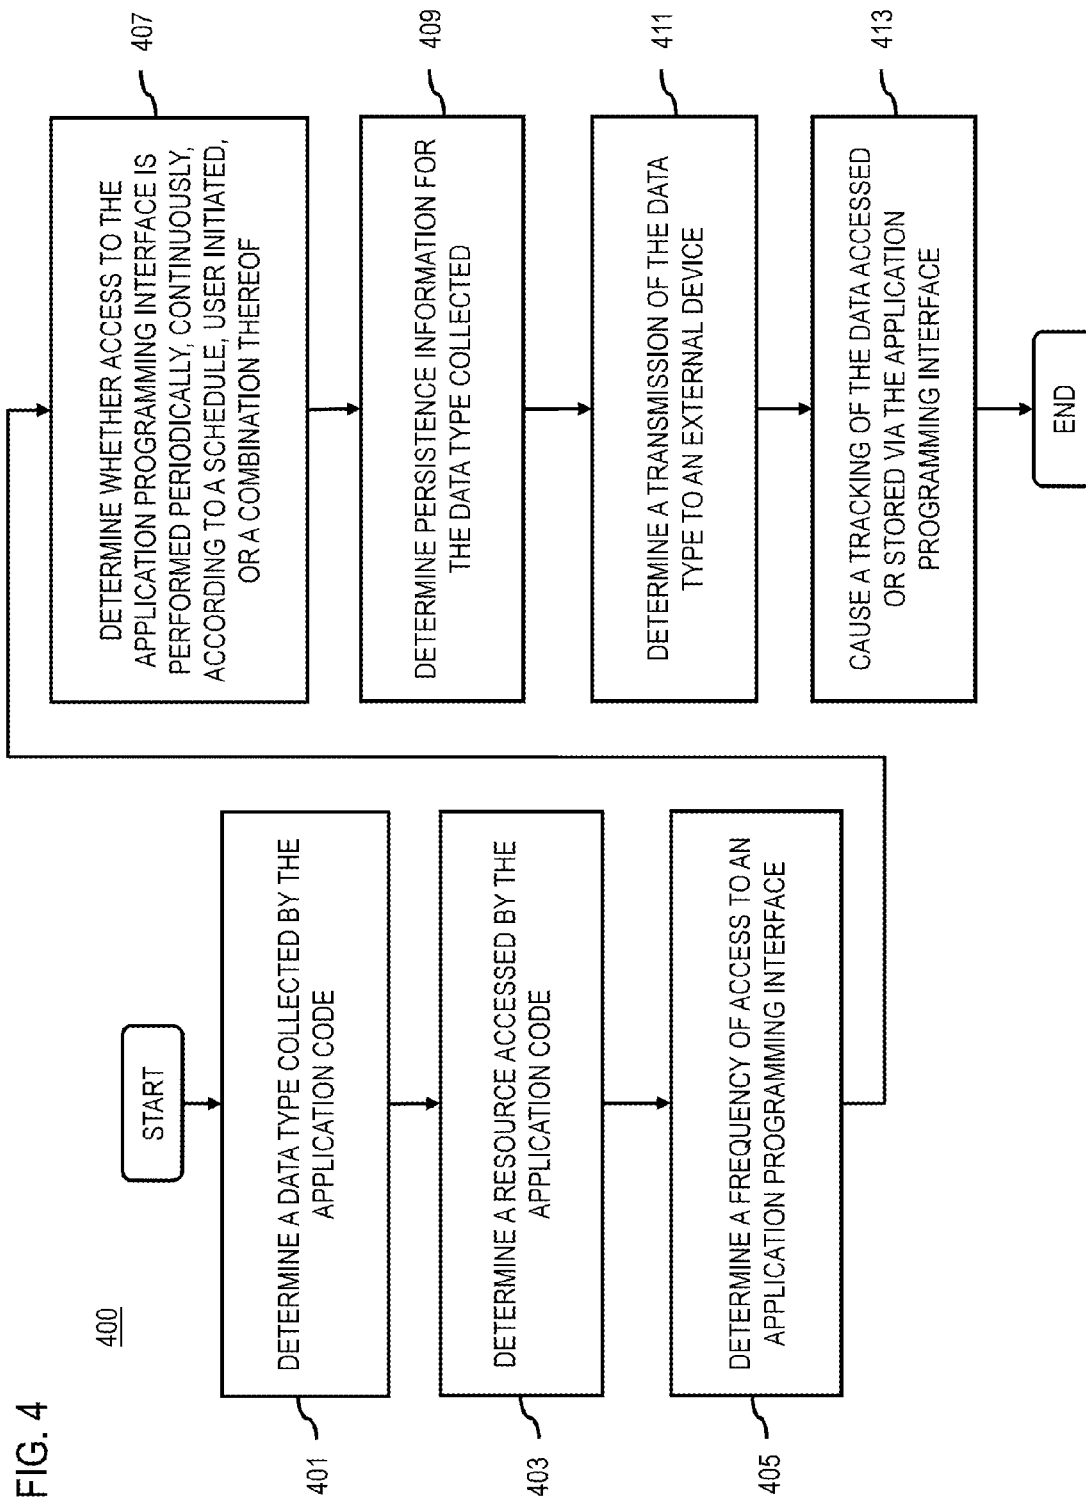 FIG. 4
400
START
401
DETERMINE A DATA TYPE COLLECTED BY THE
APPLICATION CODE
403
DETERMINE A RESOURCE ACCESSED BY THE
APPLICATION CODE
405
DETERMINE A FREQUENCY OF ACCESS TO AN
APPLICATION PROGRAMMING INTERFACE
407
DETERMINE WHETHER ACCESS TO THE
APPLICATION PROGRAMMING INTERFACE IS
PERFORMED PERIODICALLY, CONTINUOUSLY,
ACCORDING TO A SCHEDULE, USER INITIATED,
OR A COMBINATION THEREOF
409
DETERMINE PERSISTENCE INFORMATION FOR
THE DATA TYPE COLLECTED
411
DETERMINE A TRANSMISSION OF THE DATA
TYPE TO AN EXTERNAL DEVICE
413
CAUSE A TRACKING OF THE DATA ACCESSED
OR STORED VIA THE APPLICATION
PROGRAMMING INTERFACE
END